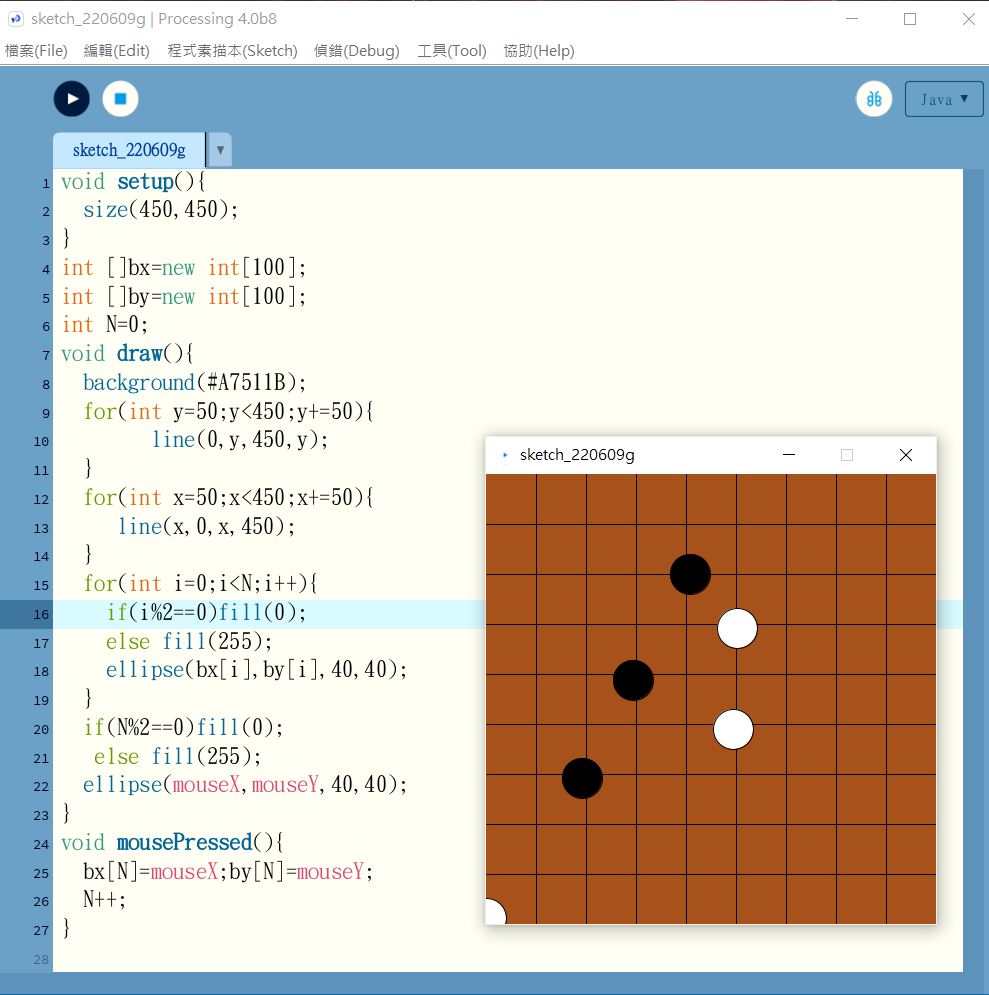 sketch_220609g | Processing 4.0b8
檔案(File) 編輯(Edit) 程式素描本(Sketch) 偵錯(Debug) 工具(Tool) 協助(Help)
Java ▼
sketch_220609g ▼
1 void setup(){
2   size(450,450);
3 }
4 int []bx=new int[100];
5 int []by=new int[100];
6 int N=0;
7 void draw(){
8   background(#A7511B);
9   for(int y=50;y<450;y+=50){
10         line(0,y,450,y);
11   }
12   for(int x=50;x<450;x+=50){
13      line(x,0,x,450);
14   }
15   for(int i=0;i<N;i++){
16     if(i%2==0)fill(0);
17     else fill(255);
18     ellipse(bx[i],by[i],40,40);
19   }
20   if(N%2==0)fill(0);
21    else fill(255);
22   ellipse(mouseX,mouseY,40,40);
23 }
24 void mousePressed(){
25   bx[N]=mouseX;by[N]=mouseY;
26   N++;
27 }
28
sketch_220609g